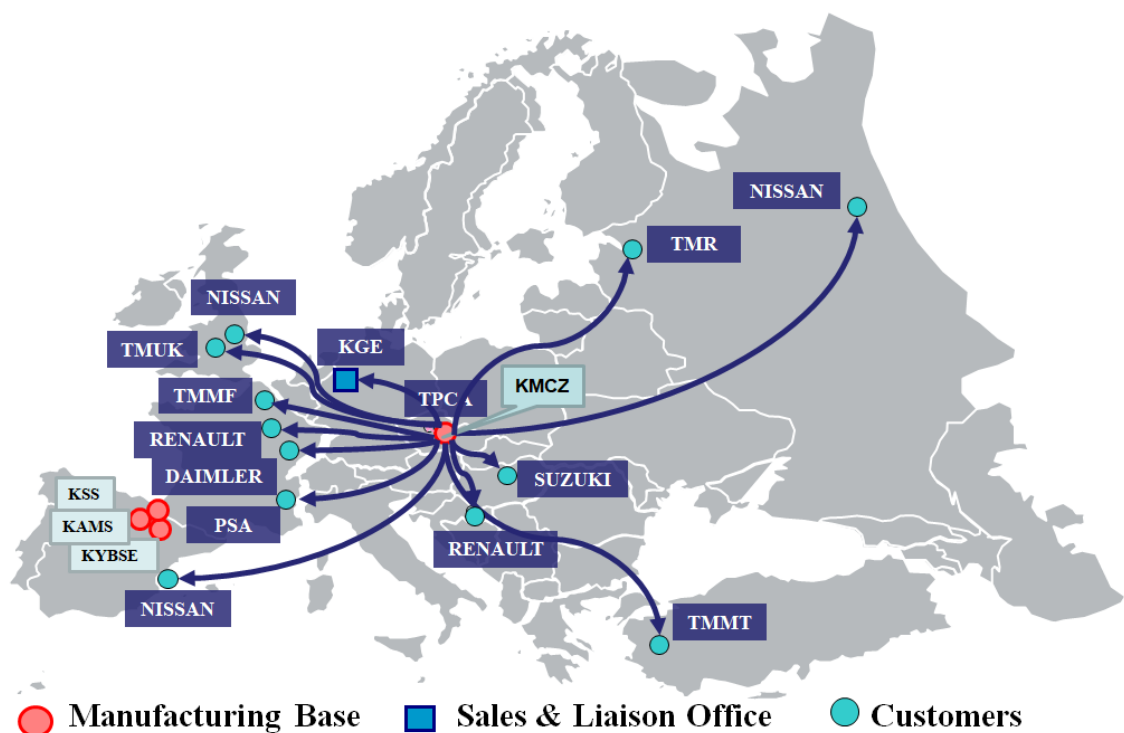 NISSAN
TMR
NISSAN
TMUK
KGE
KMCZ
TPCA
TMMF
RENAULT
DAIMLER
SUZUKI
KSS
KAMS
PSA
KYBSE
RENAULT
NISSAN
TMMT
Manufacturing Base
Sales & Liaison Office
Customers